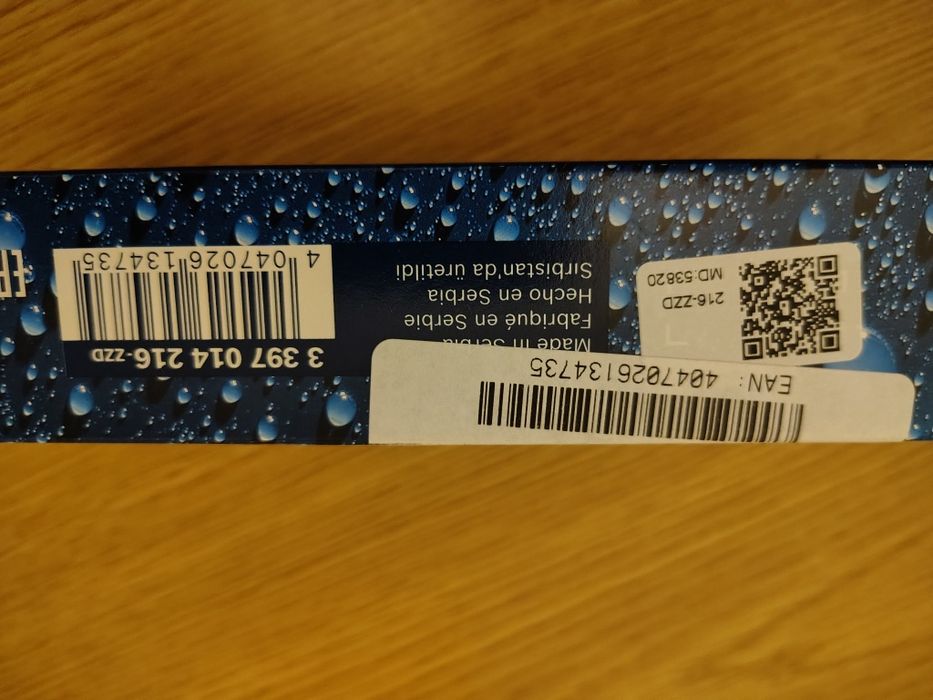 EAN: 4047026134735
216-ZZD
MD:53820
Made in Serbia
Fabriqué en Serbie
Hecho en Serbia
Sırbistan'da üretildi
3 397 014 216-ZZD
4 047026 134735